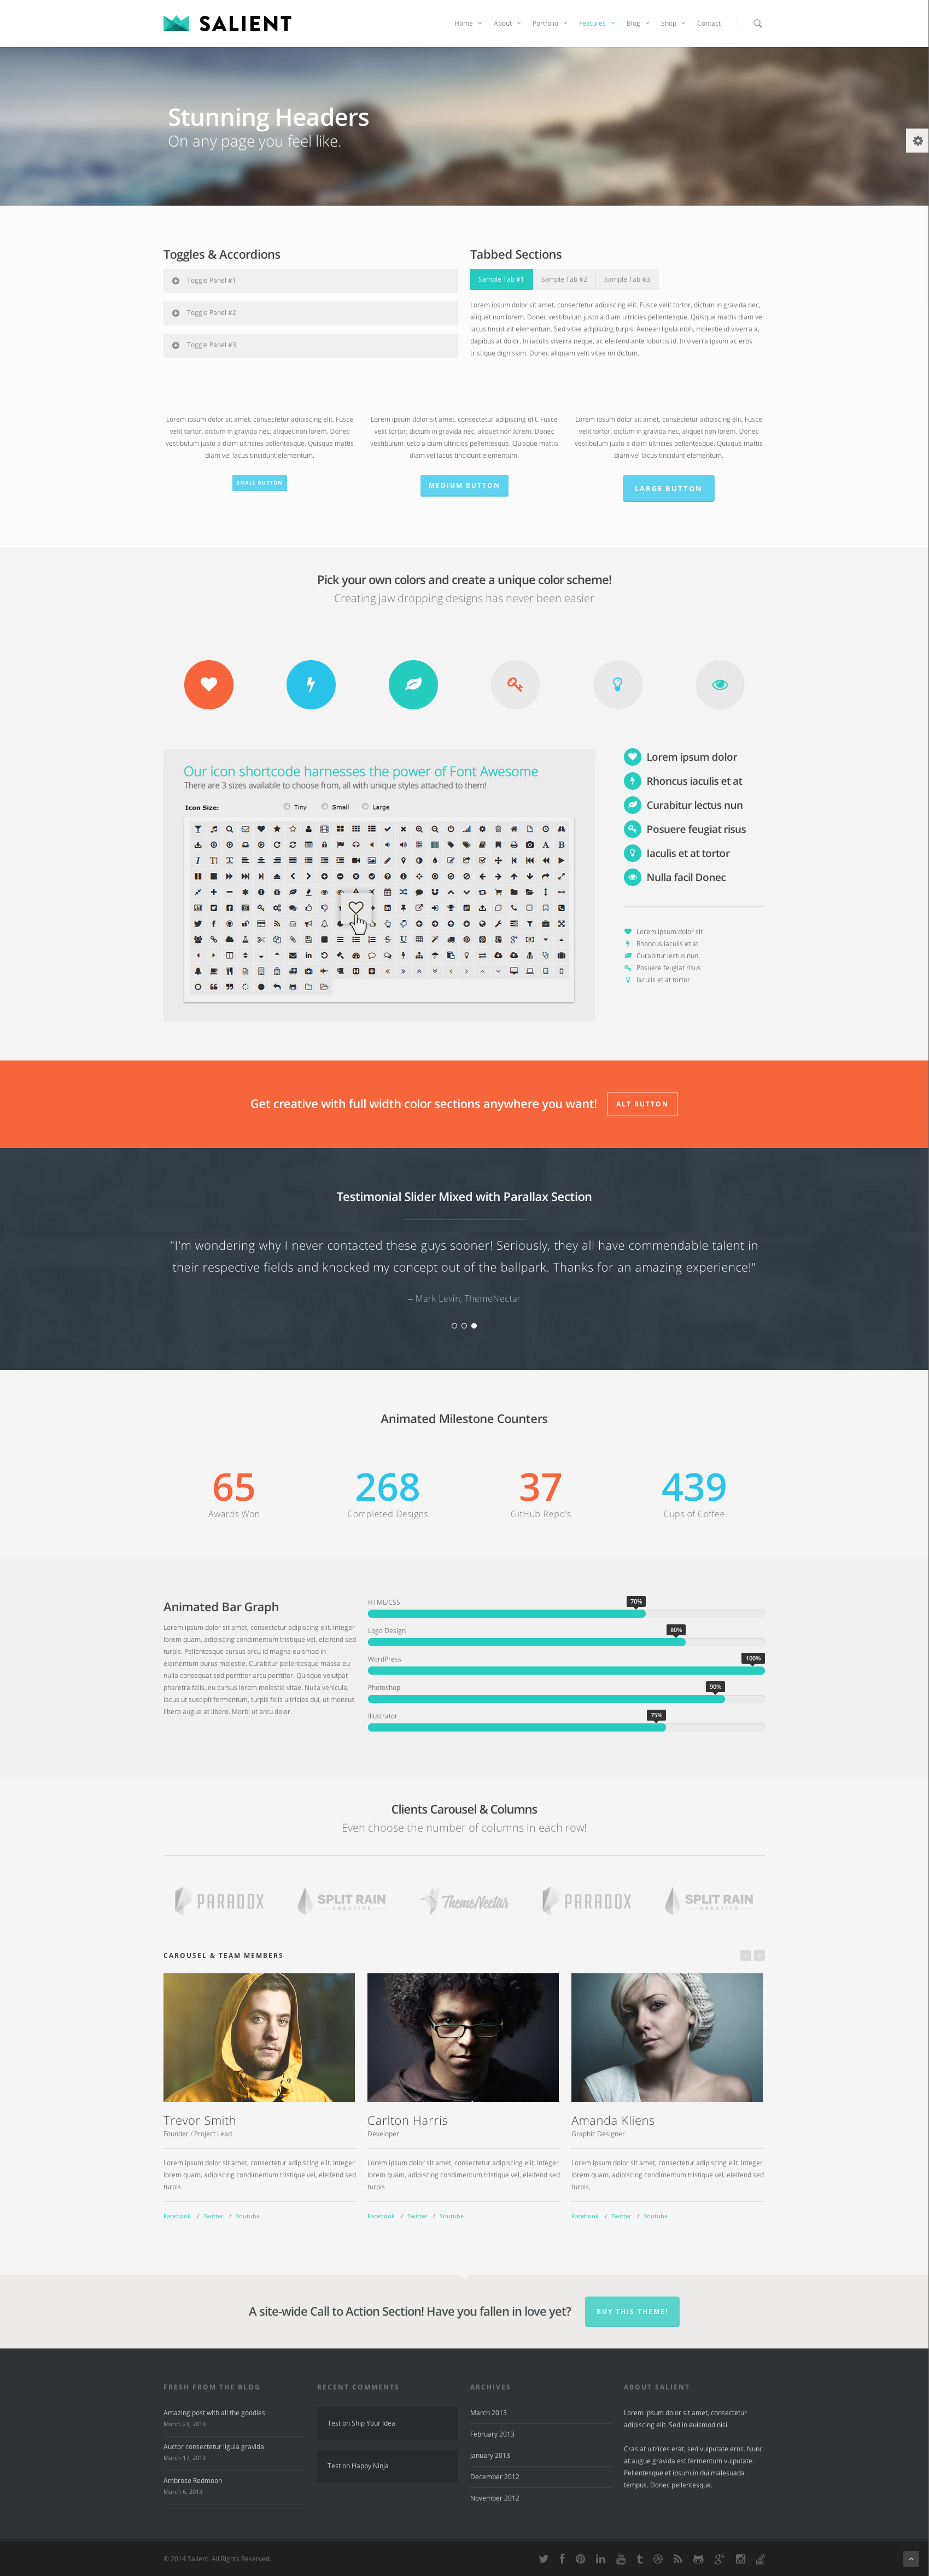 SALIENT
Home About Portfolio Features Blog Shop Contact
Stunning Headers
On any page you feel like.
Toggles & Accordions
Toggle Panel #1
Toggle Panel #2
Toggle Panel #3
Tabbed Sections
Sample Tab #1 Sample Tab #2 Sample Tab #3
Lorem ipsum dolor sit amet, consectetur adipiscing elit. Fusce velit tortor, dictum in gravida nec,
aliquet non lorem. Donec vestibulum justo a diam ultricies pellentesque. Quisque mattis diam vel
lacus tincidunt elementum. Sed vitae adipiscing turpis. Aenean ligula nibh, molestie id viverra a,
dapibus at dolor. In iaculis viverra neque, ac eleifend ante lobortis id. In viverra ipsum ac eros
tristique dignissim. Donec aliquam velit vitae mi dictum.
Lorem ipsum dolor sit amet, consectetur adipiscing elit. Fusce
velit tortor, dictum in gravida nec, aliquet non lorem. Donec
vestibulum justo a diam ultricies pellentesque. Quisque mattis
diam vel lacus tincidunt elementum.
SMALL BUTTON
Lorem ipsum dolor sit amet, consectetur adipiscing elit. Fusce
velit tortor, dictum in gravida nec, aliquet non lorem. Donec
vestibulum justo a diam ultricies pellentesque. Quisque mattis
diam vel lacus tincidunt elementum.
MEDIUM BUTTON
Lorem ipsum dolor sit amet, consectetur adipiscing elit. Fusce
velit tortor, dictum in gravida nec, aliquet non lorem. Donec
vestibulum justo a diam ultricies pellentesque. Quisque mattis
diam vel lacus tincidunt elementum.
LARGE BUTTON
Pick your own colors and create a unique color scheme!
Creating jaw dropping designs has never been easier
Our icon shortcode harnesses the power of Font Awesome
There are 3 sizes available to choose from, all with unique styles attached to them!
Icon Size: Tiny Small Large
Lorem ipsum dolor
Rhoncus iaculis et at
Curabitur lectus nun
Posuere feugiat risus
Iaculis et at tortor
Nulla facil Donec
Lorem ipsum dolor sit
Rhoncus iaculis et at
Curabitur lectus nun
Posuere feugiat risus
Iaculis et at tortor
Get creative with full width color sections anywhere you want! ALT BUTTON
Testimonial Slider Mixed with Parallax Section
"I'm wondering why I never contacted these guys sooner! Seriously, they all have commendable talent in
their respective fields and knocked my concept out of the ballpark. Thanks for an amazing experience!"
– Mark Levin, ThemeNectar
Animated Milestone Counters
65 268 37 439
Awards Won Completed Designs GitHub Repo's Cups of Coffee
Animated Bar Graph
Lorem ipsum dolor sit amet, consectetur adipiscing elit. Integer
lorem quam, adipiscing condimentum tristique vel, eleifend sed
turpis. Pellentesque cursus arcu id magna euismod in
elementum purus molestie. Curabitur pellentesque massa eu
nulla consequat sed porttitor arcu porttitor. Quisque volutpat
pharetra felis, eu cursus lorem molestie vitae. Nulla vehicula,
lacus ut suscipit fermentum, turpis felis ultricies dui, ut rhoncus
libero augue at libero. Morbi ut arcu dolor.
HTML/CSS 70%
Logo Design 80%
WordPress 100%
Photoshop 90%
Illustrator 75%
Clients Carousel & Columns
Even choose the number of columns in each row!
PARADOX SPLIT RAIN CREATIVE ThemeNectar PARADOX SPLIT RAIN CREATIVE
CAROUSEL & TEAM MEMBERS
Trevor Smith
Founder / Project Lead
Lorem ipsum dolor sit amet, consectetur adipiscing elit. Integer
lorem quam, adipiscing condimentum tristique vel, eleifend sed
turpis.
Facebook / Twitter / Youtube
Carlton Harris
Developer
Lorem ipsum dolor sit amet, consectetur adipiscing elit. Integer
lorem quam, adipiscing condimentum tristique vel, eleifend sed
turpis.
Facebook / Twitter / Youtube
Amanda Kliens
Graphic Designer
Lorem ipsum dolor sit amet, consectetur adipiscing elit. Integer
lorem quam, adipiscing condimentum tristique vel, eleifend sed
turpis.
Facebook / Twitter / Youtube
A site-wide Call to Action Section! Have you fallen in love yet? BUY THIS THEME!
FRESH FROM THE BLOG
Amazing post with all the goodies
March 23, 2013
Auctor consectetur ligula gravida
March 17, 2013
Ambrose Redmoon
March 6, 2013
RECENT COMMENTS
Test on Ship Your Idea
Test on Happy Ninja
ARCHIVES
March 2013
February 2013
January 2013
December 2012
November 2012
ABOUT SALIENT
Lorem ipsum dolor sit amet, consectetur
adipiscing elit. Sed in euismod nisi.
Cras at ultrices erat, sed vulputate eros. Nunc
at augue gravida est fermentum vulputate.
Pellentesque et ipsum in dui malesuada
tempus. Donec pellentesque.
© 2014 Salient. All Rights Reserved.